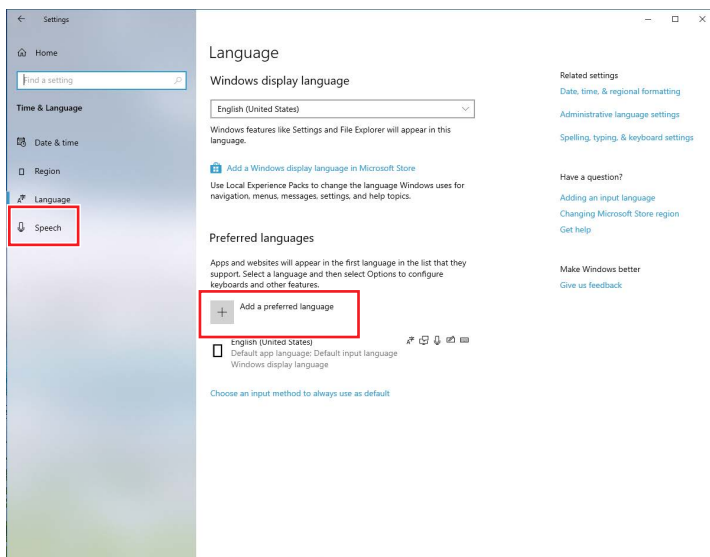 Settings
Home
Find a setting
Time & Language
Date & time
Region
Language
Speech
Language
Windows display language
English (United States)
Windows features like Settings and File Explorer will appear in this
language.
Add a Windows display language in Microsoft Store
Use Local Experience Packs to change the language Windows uses for
navigation, menus, messages, settings, and help topics.
Preferred languages
Apps and websites will appear in the first language in the list that they
support. Select a language and then select Options to configure
keyboards and other features.
Add a preferred language
English (United States)
Default app language; Default input language
Windows display language
Choose an input method to always use as default
Related settings
Date, time, & regional formatting
Administrative language settings
Spelling, typing, & keyboard settings
Have a question?
Adding an input language
Changing Microsoft Store region
Get help
Make Windows better
Give us feedback